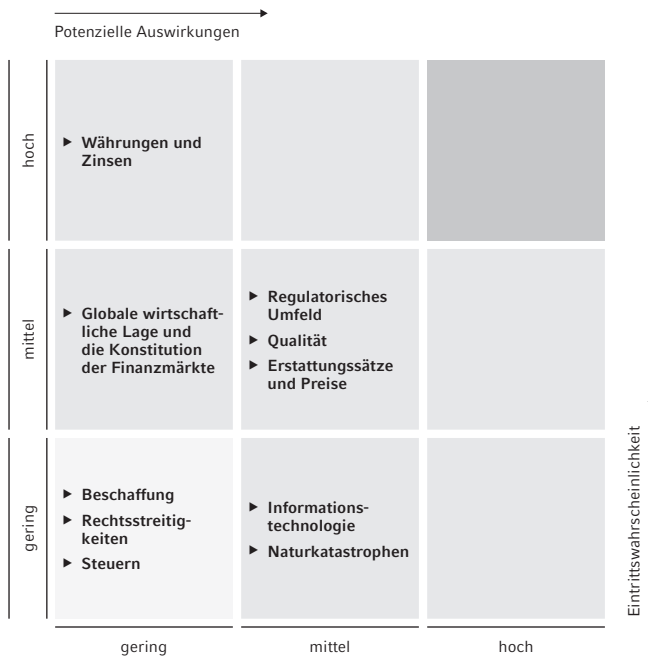 Potenzielle Auswirkungen
hoch
▶ Währungen und
Zinsen
mittel
▶ Globale wirtschaft-
liche Lage und
die Konstitution
der Finanzmärkte
▶ Regulatorisches
Umfeld
▶ Qualität
▶ Erstattungssätze
und Preise
gering
▶ Beschaffung
▶ Rechtsstreitig-
keiten
▶ Steuern
▶ Informations-
technologie
▶ Naturkatastrophen
Eintrittswahrscheinlichkeit
gering
mittel
hoch